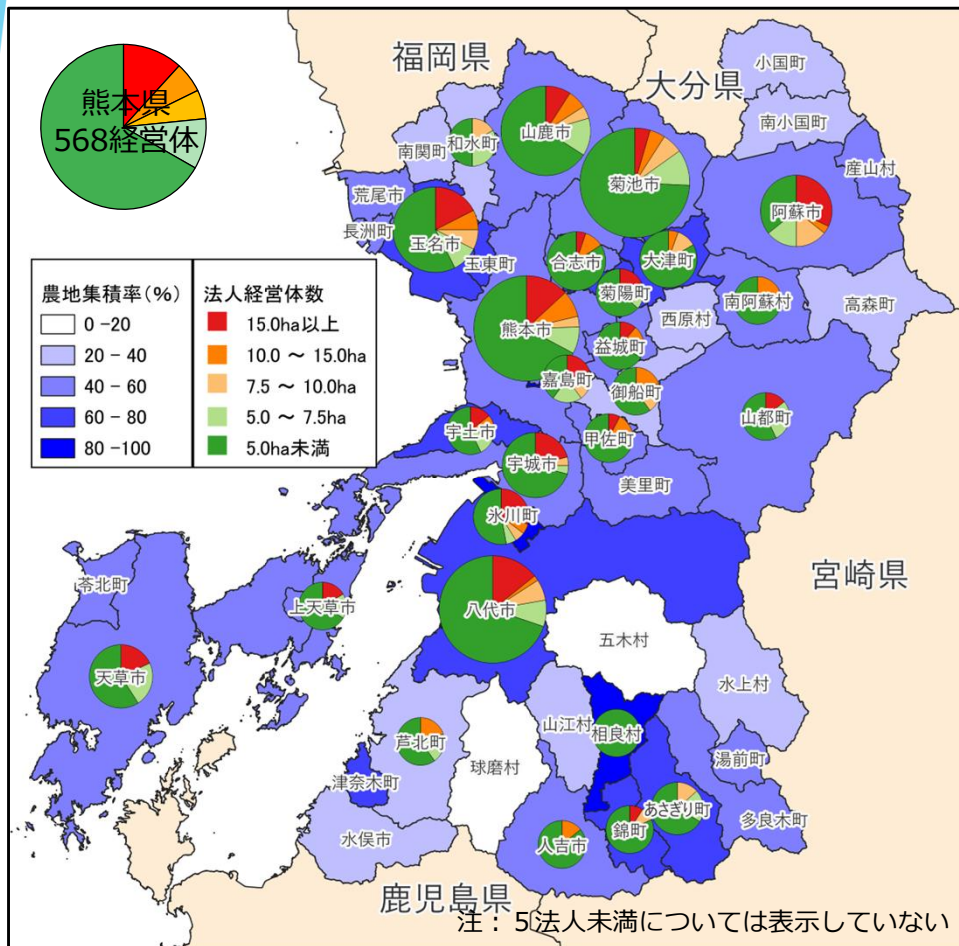 福岡県
大分県
小国町
熊本県
568経営体
南小国町
南関町
和水町
山鹿市
菊池市
産山村
荒尾市
阿蘇市
長洲町
玉名市
玉東町
合志市
大津町
菊陽町
南阿蘇村
高森町
西原村
熊本市
益城町
嘉島町
御船町
山都町
宇土市
甲佐町
宇城市
美里町
氷川町
農地集積率(%)
0 -20
20 - 40
40 - 60
60 - 80
80 -100
法人経営体数
15.0ha以上
10.0 ～ 15.0ha
7.5 ～ 10.0ha
5.0 ～ 7.5ha
5.0ha未満
宮崎県
苓北町
上天草市
八代市
五木村
天草市
水上村
山江村
相良村
芦北町
球磨村
湯前町
津奈木町
あさぎり町
多良木町
錦町
水俣市
人吉市
鹿児島県
注：5法人未満については表示していない